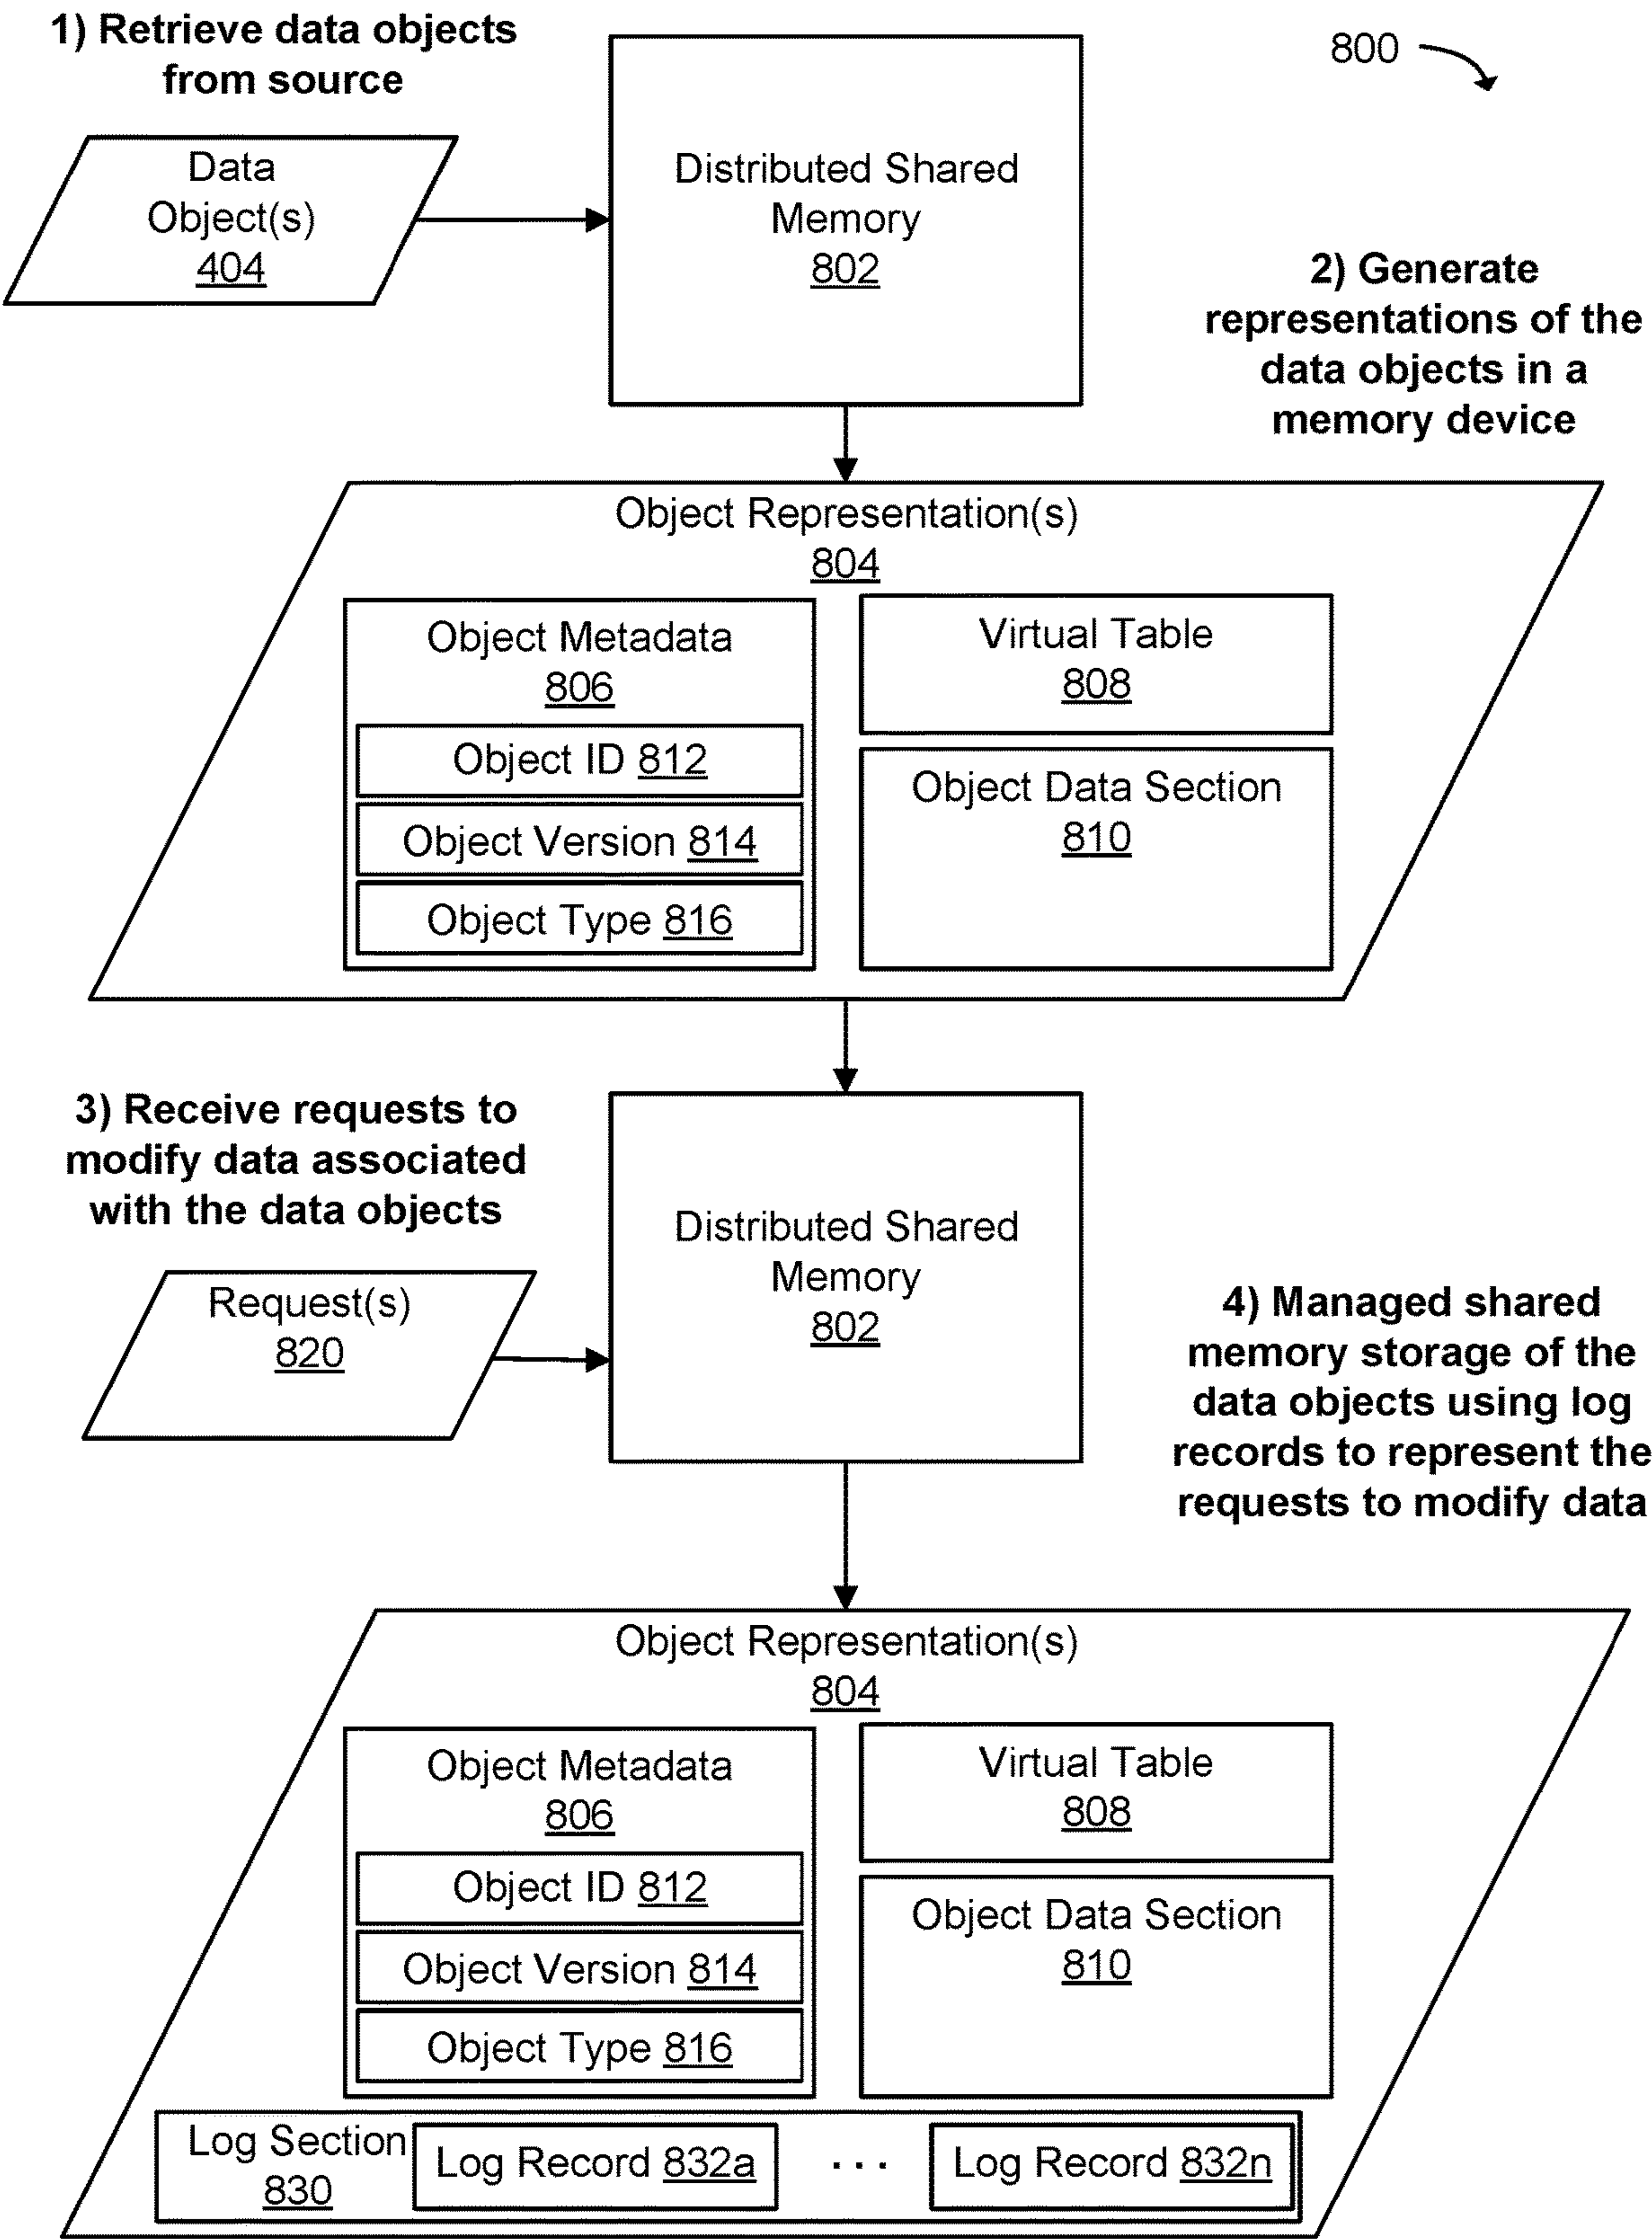 1) Retrieve data objects
from source
800
Data
Object(s)
404
Distributed Shared
Memory
802
2) Generate
representations of the
data objects in a
memory device
Object Representation(s)
804
Object Metadata
806
Object ID 812
Object Version 814
Object Type 816
Virtual Table
808
Object Data Section
810
3) Receive requests to
modify data associated
with the data objects
Request(s)
820
Distributed Shared
Memory
802
4) Managed shared
memory storage of the
data objects using log
records to represent the
requests to modify data
Object Representation(s)
804
Object Metadata
806
Object ID 812
Object Version 814
Object Type 816
Virtual Table
808
Object Data Section
810
Log Section
830
Log Record 832a
...
Log Record 832n